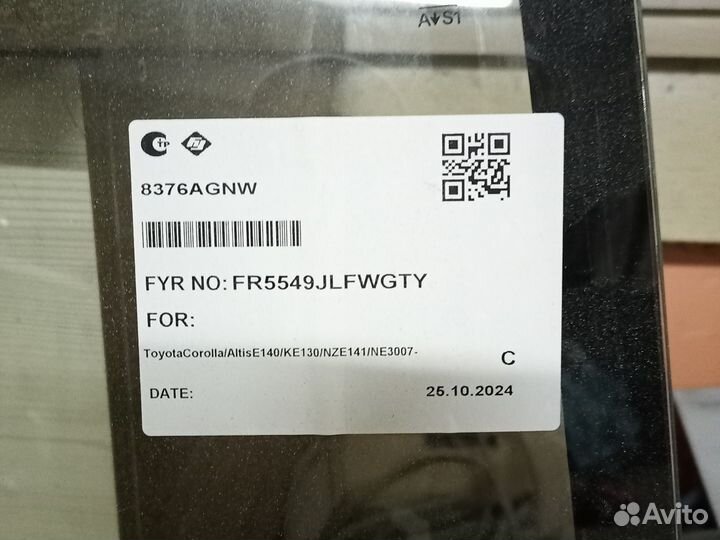 A↓S1
8376AGNW
FYR NO: FR5549JLFWGTY
FOR:
ToyotaCorolla/AltisE140/KE130/NZE141/NE3007-
C
DATE: 25.10.2024
Avito